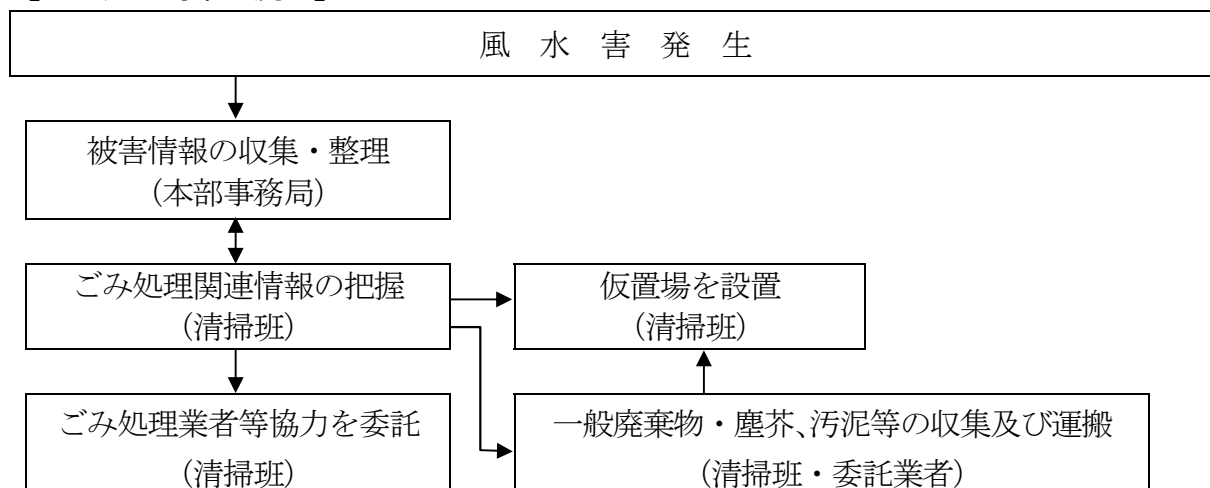 風 水 害 発 生
被害情報の収集・整理
（本部事務局）
ごみ処理関連情報の把握
（清掃班）
仮置場を設置
（清掃班）
ごみ処理業者等協力を委託
（清掃班）
一般廃棄物・塵芥、汚泥等の収集及び運搬
（清掃班・委託業者）